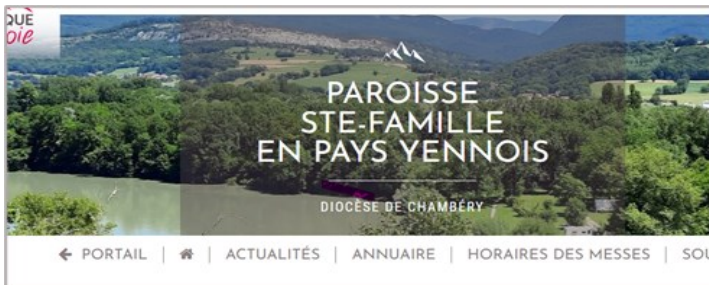 QUE
oie
PAROISSE
STE-FAMILLE
EN PAYS YENNOIS
DIOCÈSE DE CHAMBÉRY
PORTAIL | | ACTUALITÉS | ANNUAIRE | HORAIRES DES MESSES | SOU